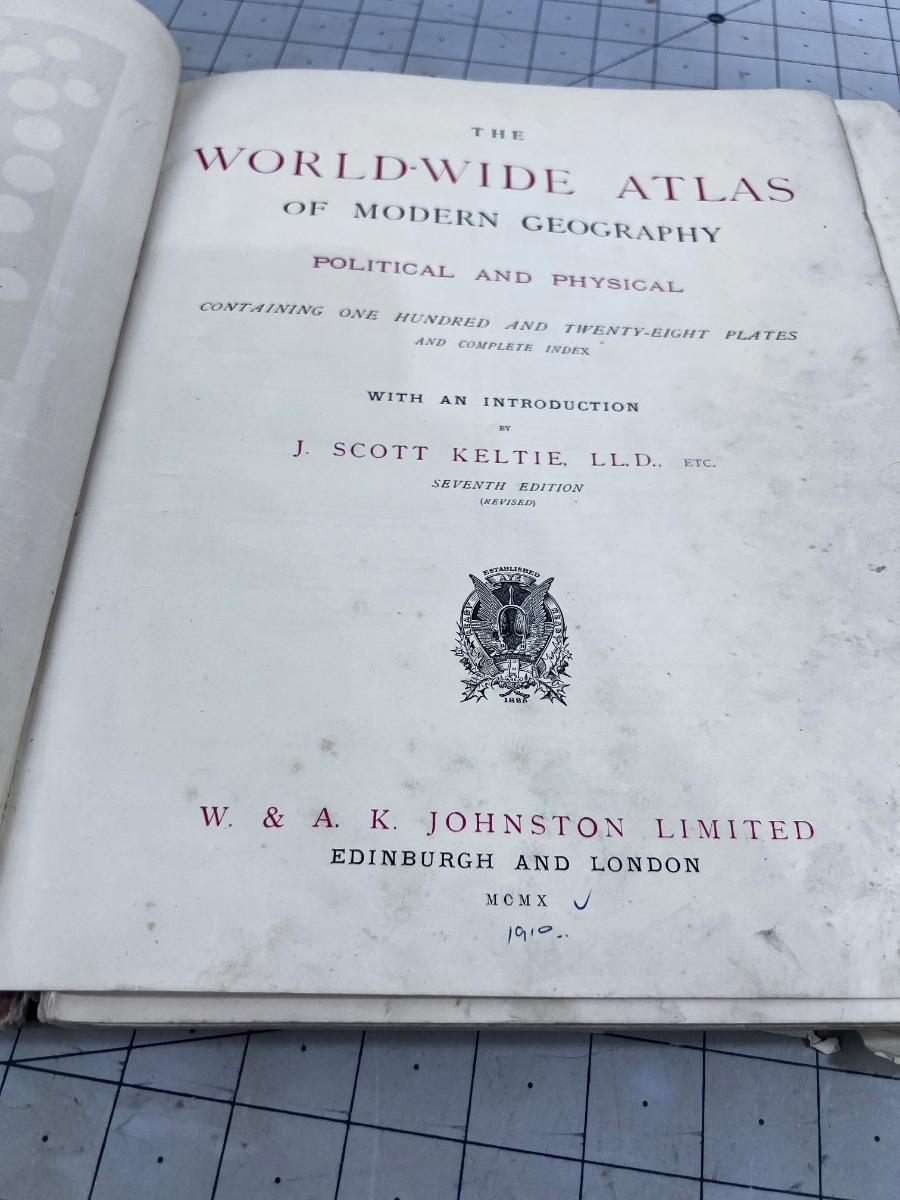 THE
WORLD-WIDE ATLAS
OF MODERN GEOGRAPHY
POLITICAL AND PHYSICAL
CONTAINING ONE HUNDRED AND TWENTY-EIGHT PLATES
AND COMPLETE INDEX
WITH AN INTRODUCTION
BY
J. SCOTT KELTIE, LL.D., ETC.
SEVENTH EDITION
(REVISED)
ESTABLISHED
READY
READY
W. & A. K. JOHNSTON LIMITED
EDINBURGH AND LONDON
MCMX
1910..